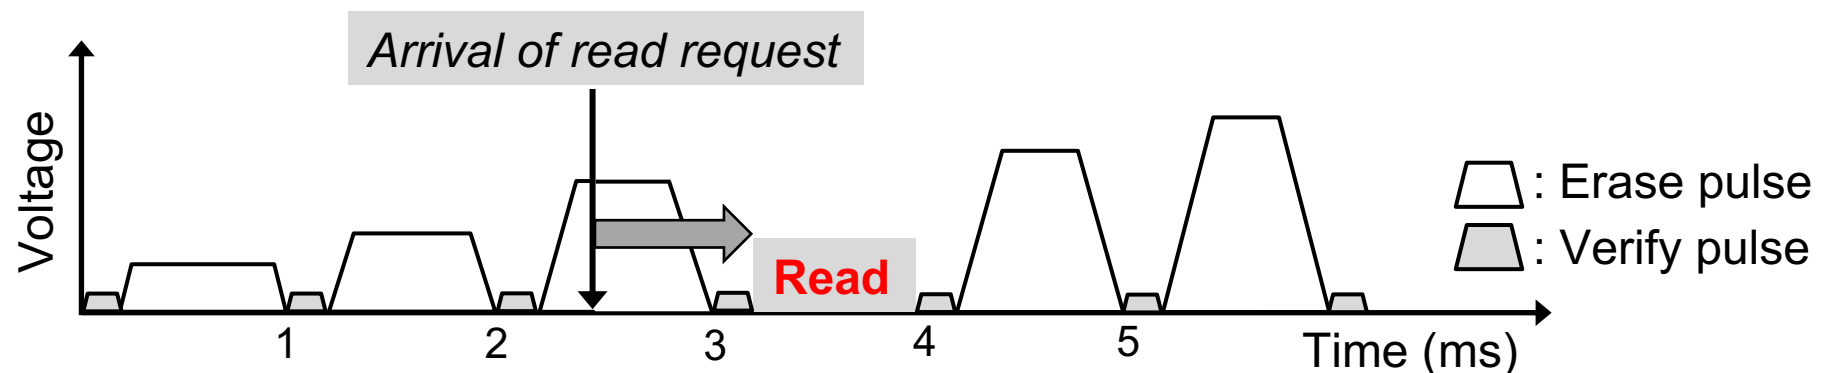 Arrival of read request
Voltage
Read
: Erase pulse
: Verify pulse
1
2
3
4
5
Time (ms)